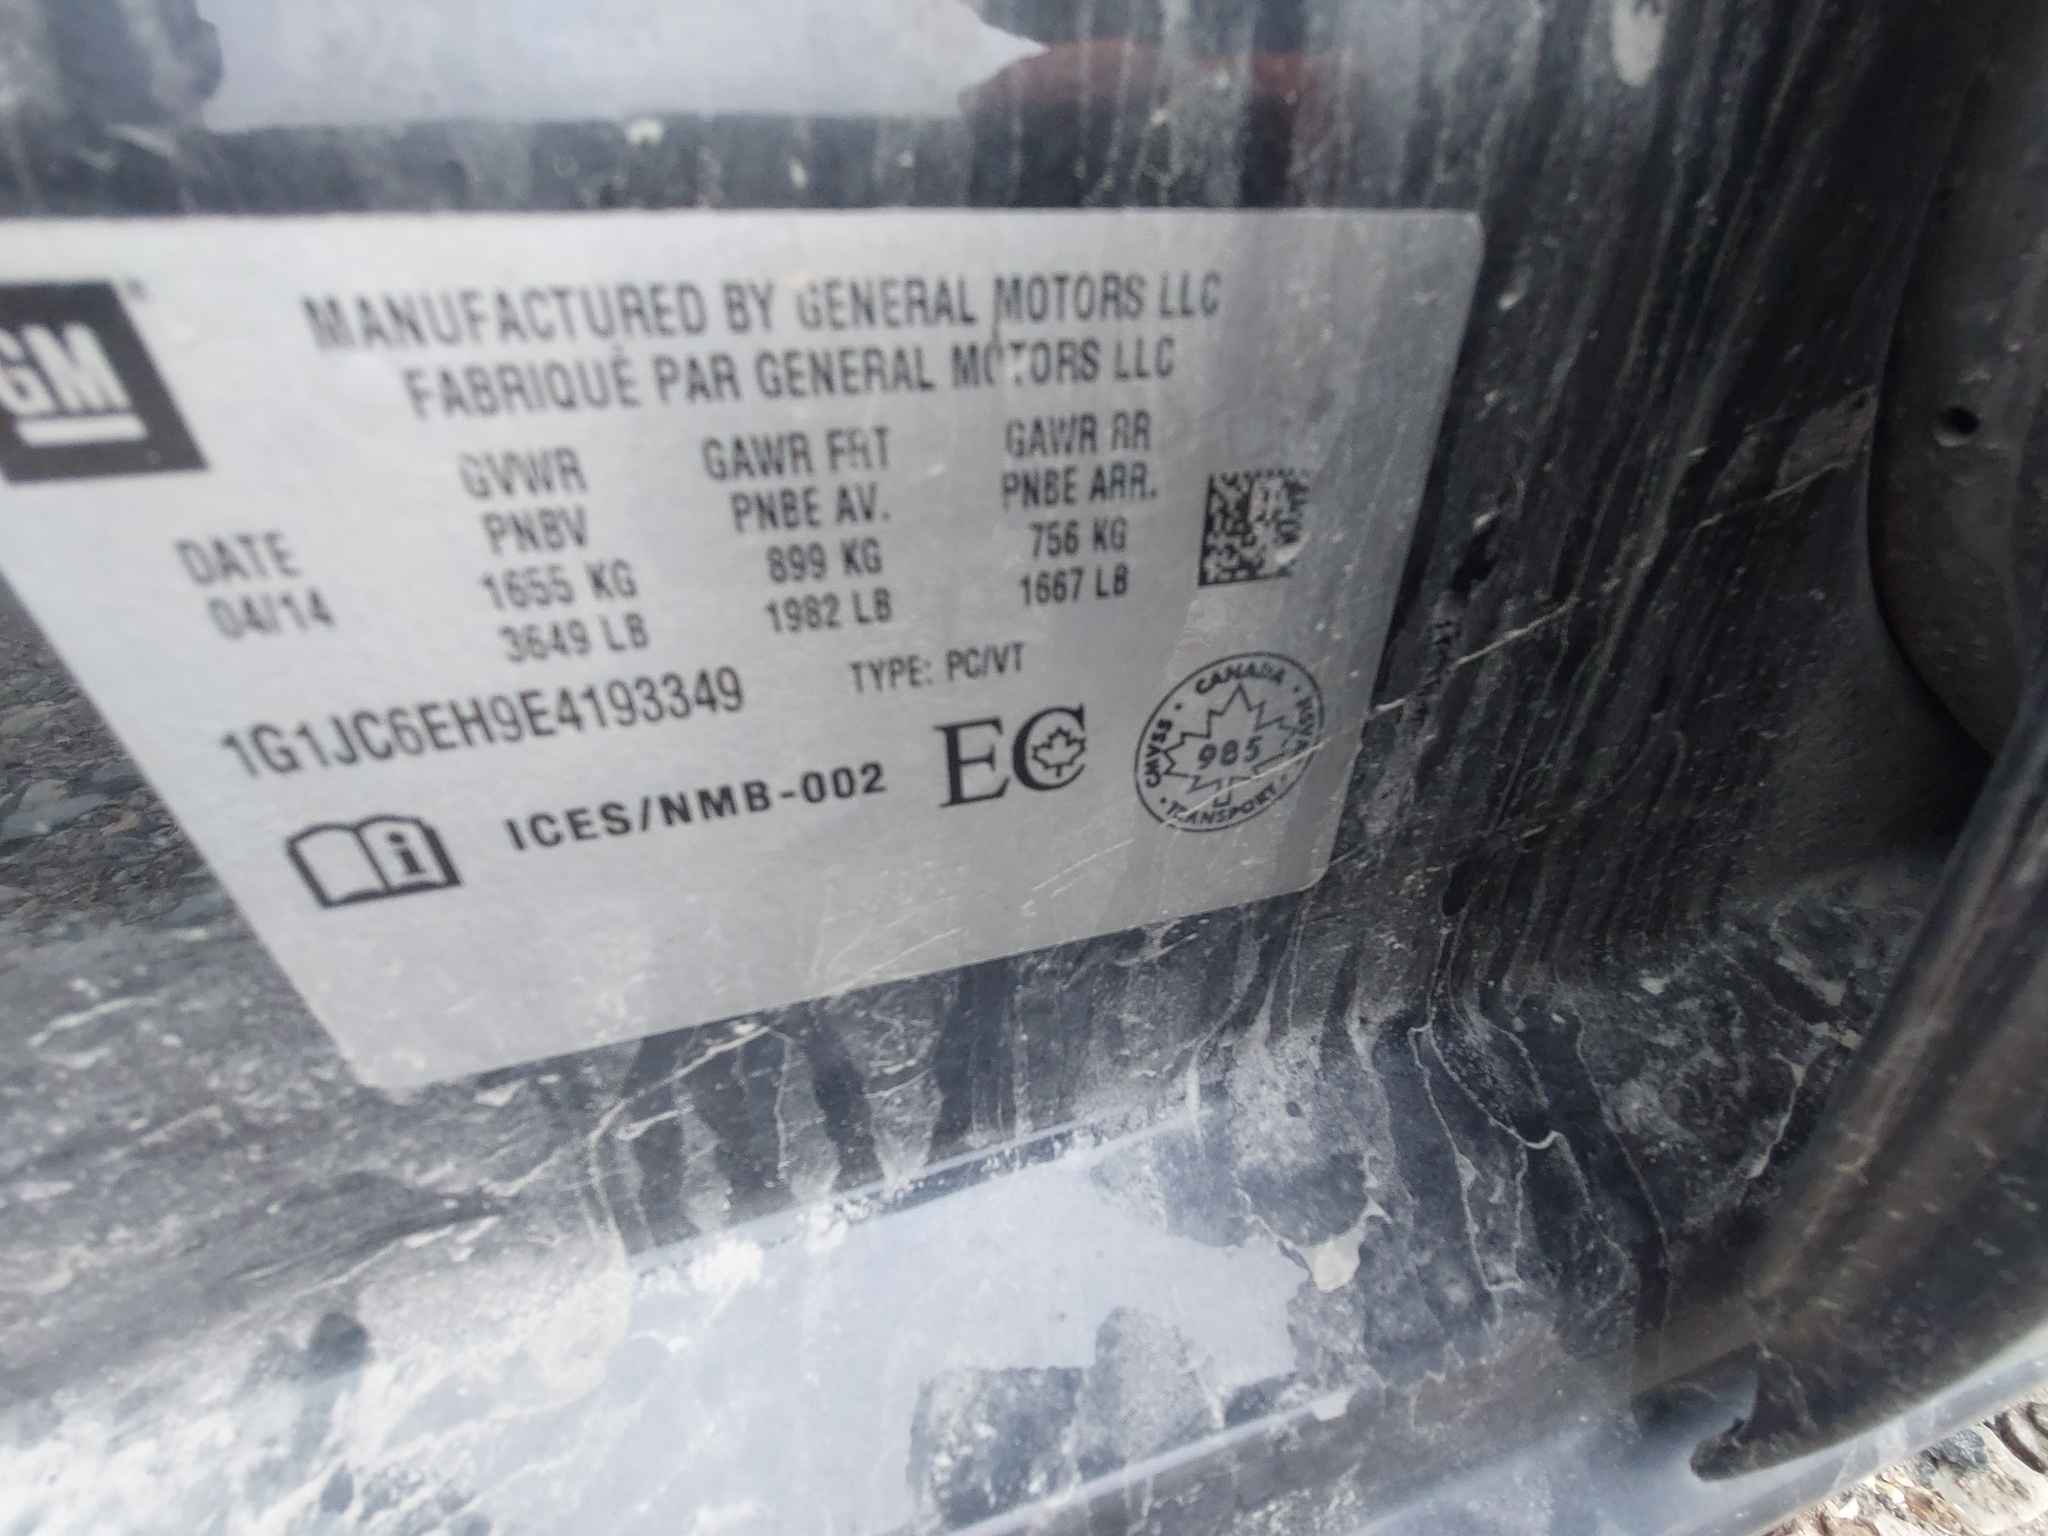 GM
MANUFACTURED BY GENERAL MOTORS LLC
FABRIQUÉ PAR GENERAL MOTORS LLC
DATE
04/14
GVWR
PNBV
1655 KG
3649 LB
GAWR FRT
PNBE AV.
899 KG
1982 LB
GAWR RR
PNBE ARR.
756 KG
1667 LB
1G1JC6EH9E4193349
TYPE: PC/VT
i
ICES/NMB-002
EC
CANADA · NSVAC
985
CMVSS · TRANSPORT ·